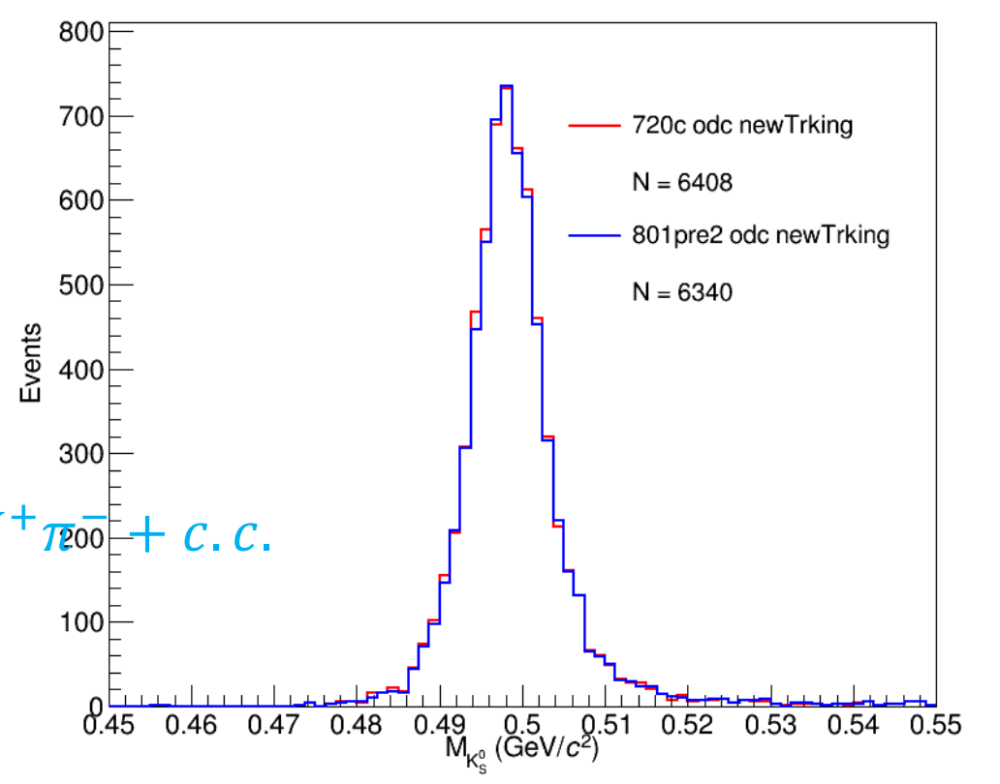 800
700
600
500
400
300
200
100
0
Events
720c odc newTrking
N = 6408
801pre2 odc newTrking
N = 6340
⁺π⁻ + c.c.
0.45 0.46 0.47 0.48 0.49 0.5 0.51 0.52 0.53 0.54 0.55
M_{K_S^0} (GeV/c²)